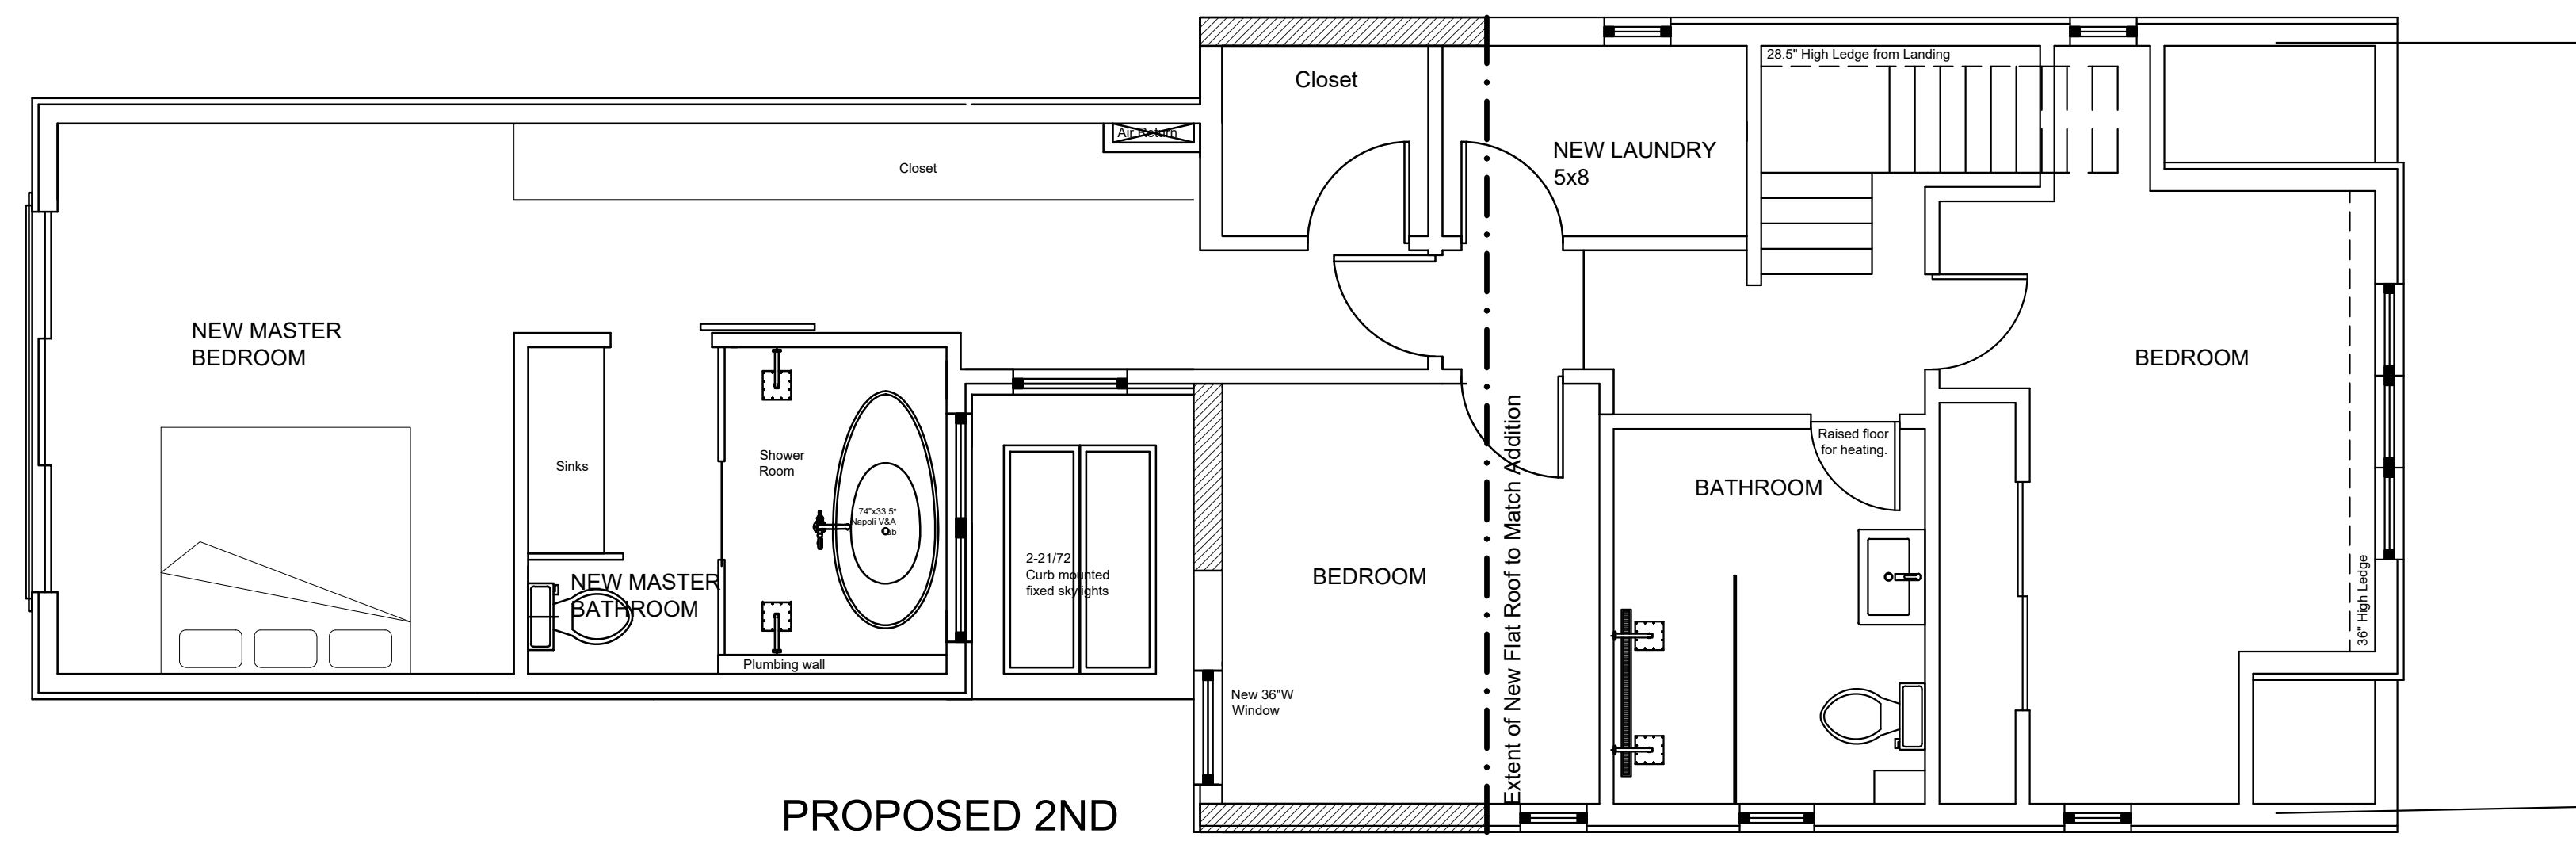 28.5" High Ledge from Landing
Closet
Air Return
NEW LAUNDRY
5x8
Closet
NEW MASTER
BEDROOM
BEDROOM
Raised floor
for heating.
Shower
Room
Sinks
BATHROOM
74"x33.5"
Napoli V&A
Tub
2-21/72
Curb mounted
fixed skylights
NEW MASTER
BATHROOM
BEDROOM
Extent of New Flat Roof to Match Addition
36" High Ledge
Plumbing wall
New 36"W
Window
PROPOSED 2ND